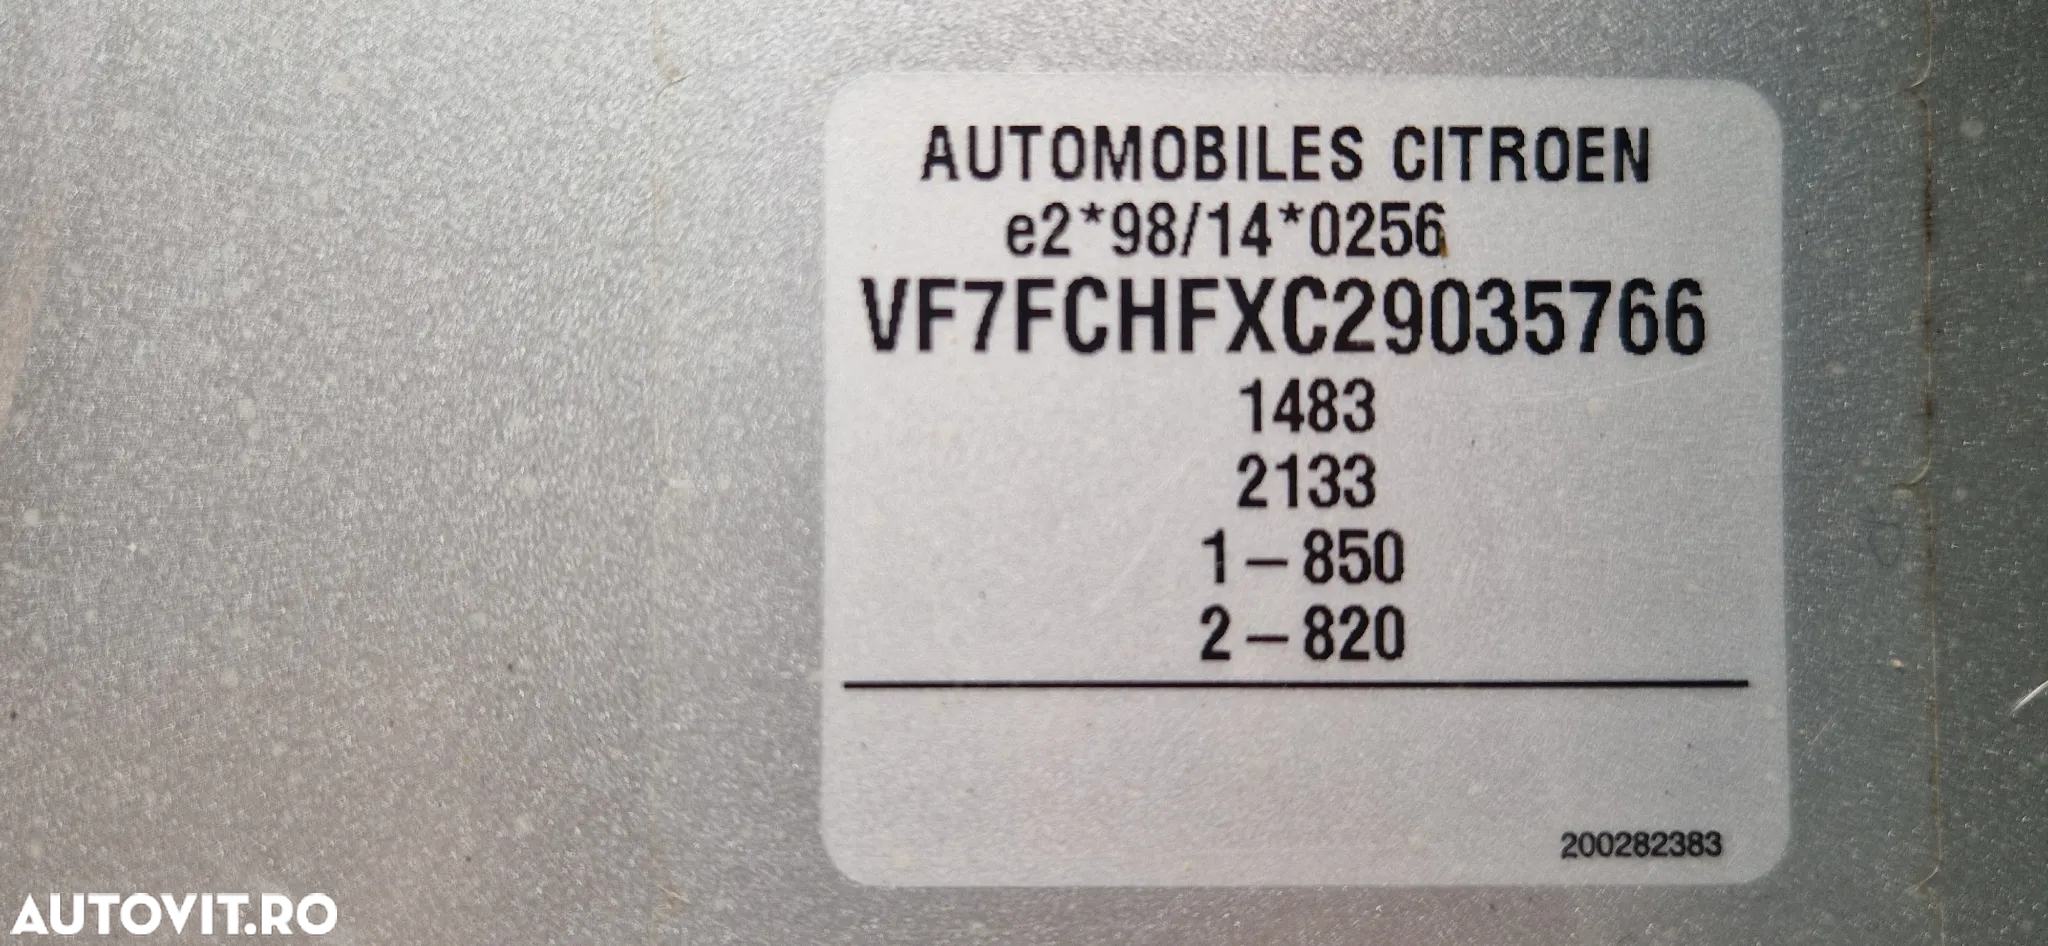 AUTOMOBILES CITROEN
e2*98/14*0256
VF7FCHFXC29035766
1483
2133
1–850
2–820
200282383
AUTOVIT.RO